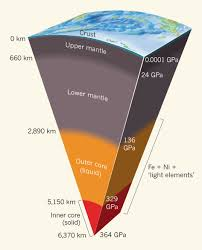 Crust
0 km
Upper mantle
0.0001 GPa
660 km
24 GPa
Lower mantle
2,890 km
136
GPa
Outer core
(liquid)
Fe + Ni +
'light elements'
5,150 km
329
GPa
Inner core
(solid)
6,370 km
364 GPa